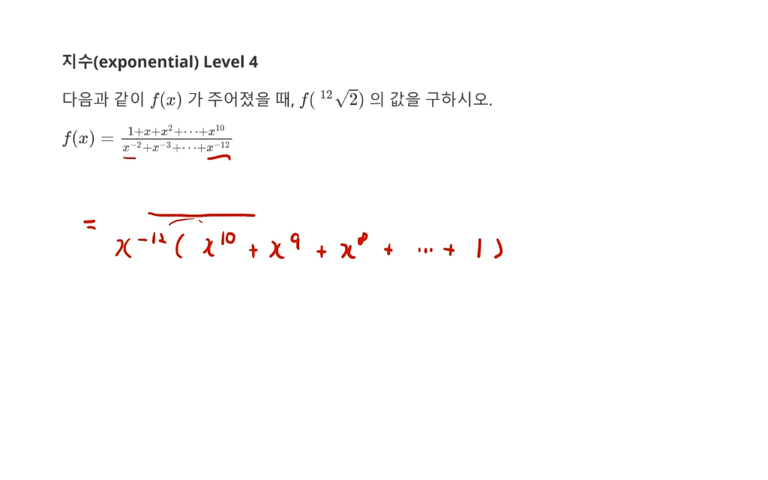 지수(exponential) Level 4
다음과 같이 f(x) 가 주어졌을 때, f( ¹²√2) 의 값을 구하시오.
f(x) = (1+x+x²+⋯+x¹⁰)/(x⁻²+x⁻³+⋯+x⁻¹²)
=
x⁻¹²( x¹⁰ + x⁹ + x⁸ + ⋯ + 1 )